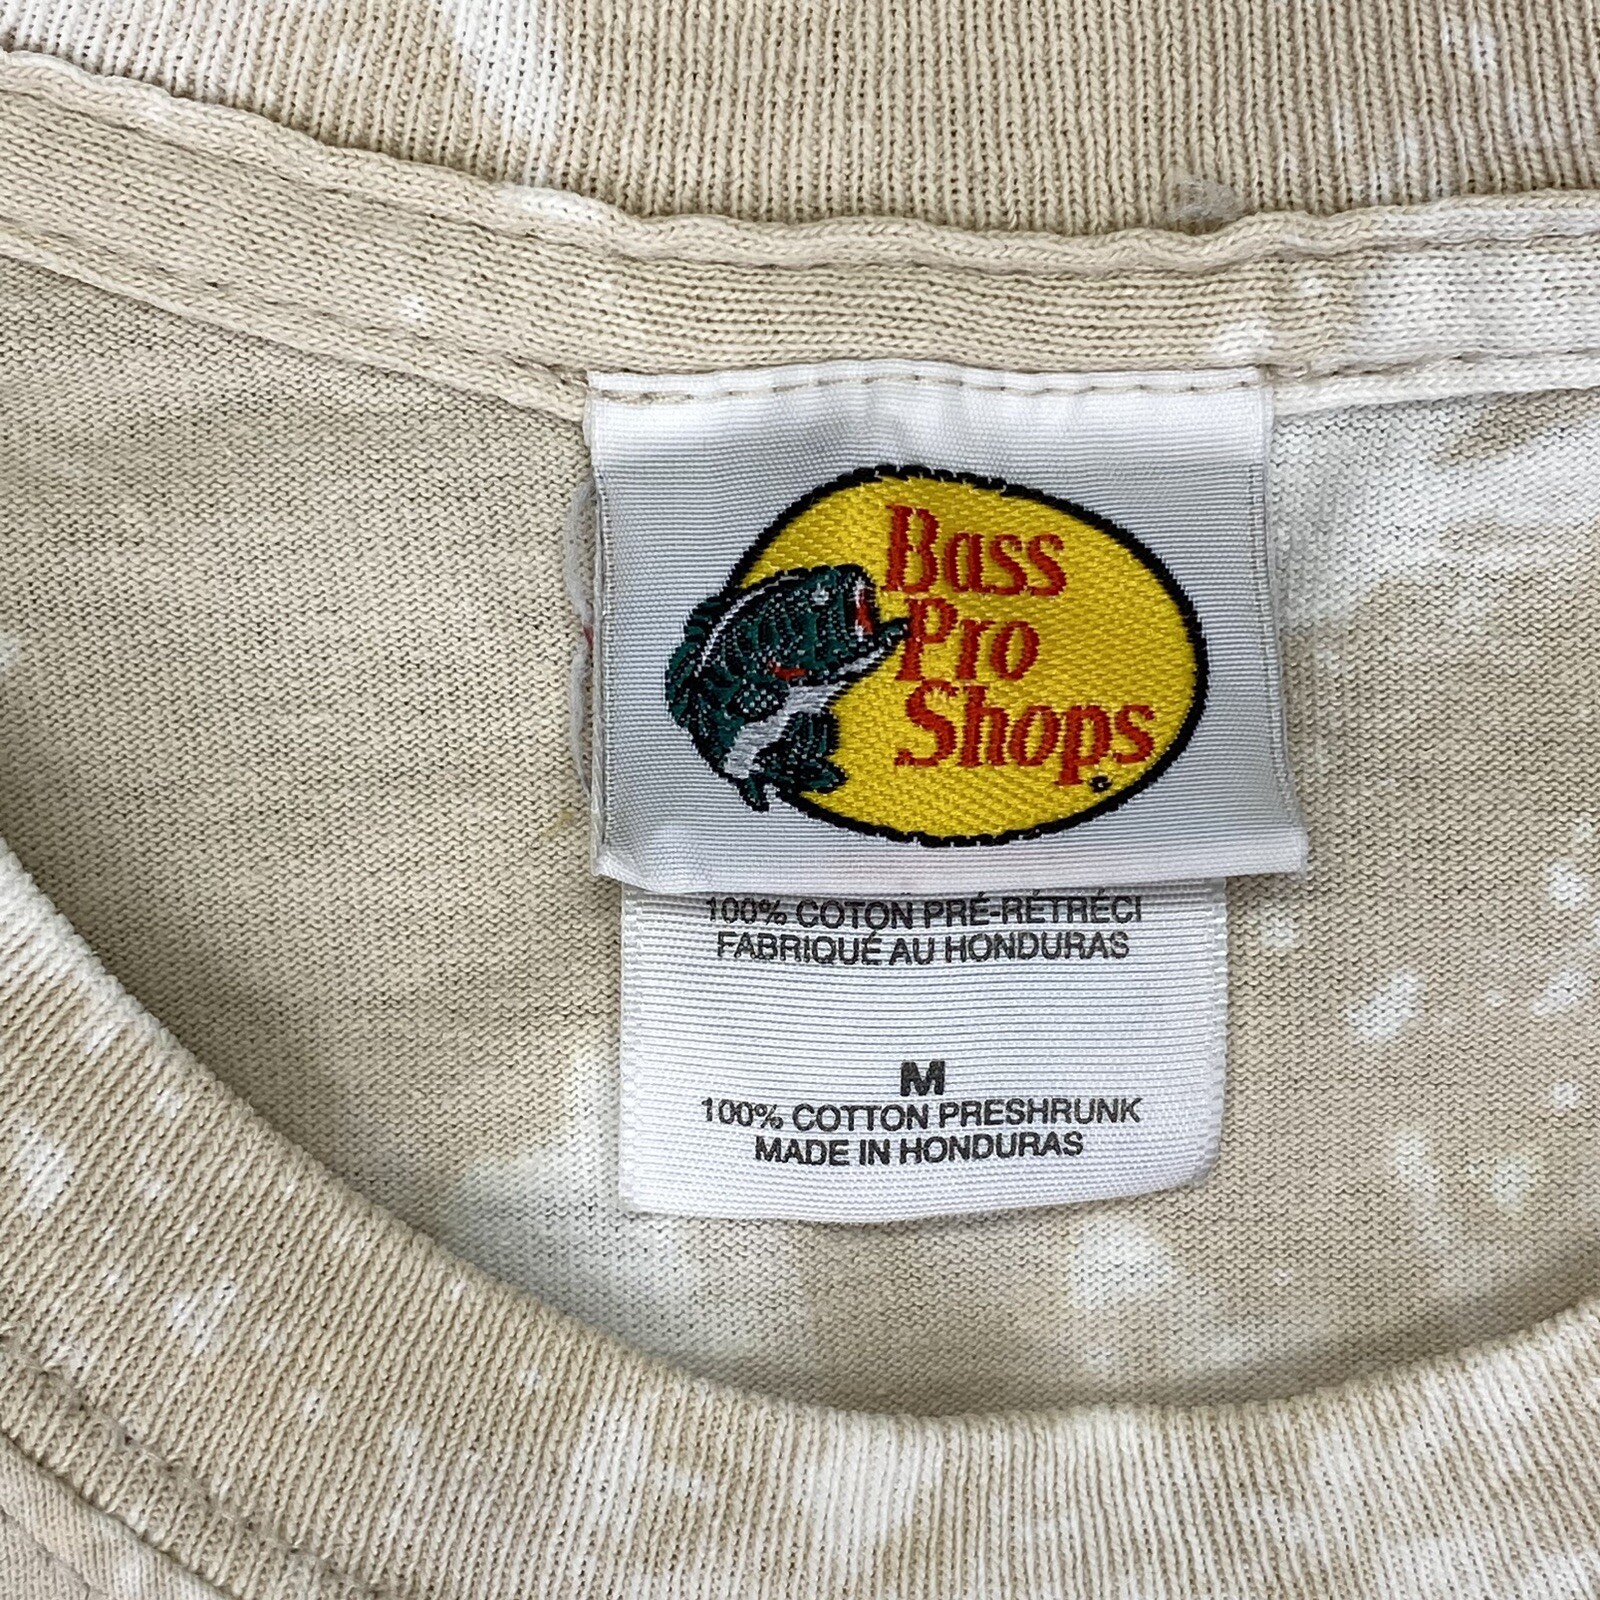 Bass
Pro
Shops
100% COTON PRÉ-RÉTRÉCI
FABRIQUÉ AU HONDURAS
M
100% COTTON PRESHRUNK
MADE IN HONDURAS